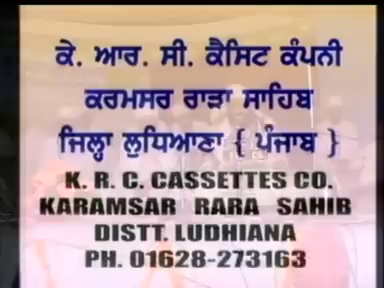 ਕੇ. ਆਰ. ਸੀ. ਕੈਸਿਟ ਕੰਪਨੀ
ਕਰਮਸਰ ਰਾੜਾ ਸਾਹਿਬ
ਜਿਲ੍ਹਾ ਲੁਧਿਆਣਾ { ਪੰਜਾਬ }
K. R. C. CASSETTES CO.
KARAMSAR RARA SAHIB
DISTT. LUDHIANA
PH. 01628-273163